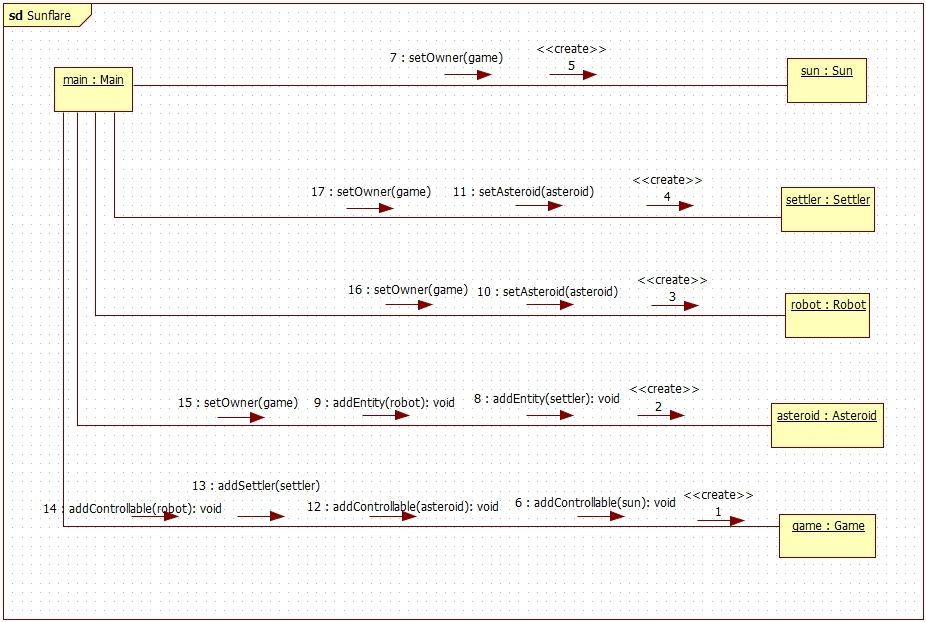 sd Sunflare
<<create>>
7 : setOwner(game)
5
main : Main
sun : Sun
<<create>>
17 : setOwner(game)
11 : setAsteroid(asteroid)
4
settler : Settler
<<create>>
16 : setOwner(game)
10 : setAsteroid(asteroid)
3
robot : Robot
<<create>>
15 : setOwner(game)
9 : addEntity(robot): void
8 : addEntity(settler): void
2
asteroid : Asteroid
13 : addSettler(settler)
<<create>>
14 : addControllable(robot): void
12 : addControllable(asteroid): void
6 : addControllable(sun): void
1
game : Game